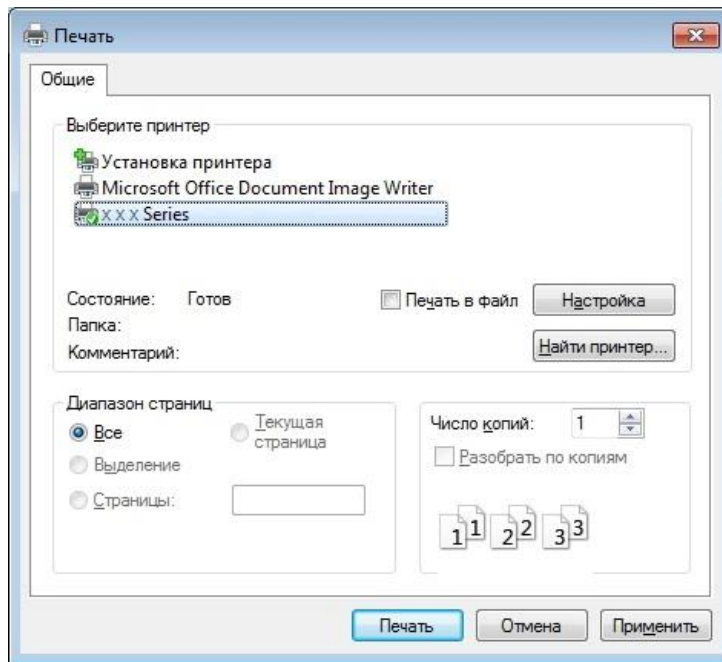 Печать
Общие
Выберите принтер
Установка принтера
Microsoft Office Document Image Writer
x x x Series
Состояние: Готов
Печать в файл
Настройка
Папка:
Комментарий:
Найти принтер...
Диапазон страниц
Все
Текущая
страница
Выделение
Страницы:
Число копий: 1
Разобрать по копиям
1 1 2 2 3 3
Печать
Отмена
Применить